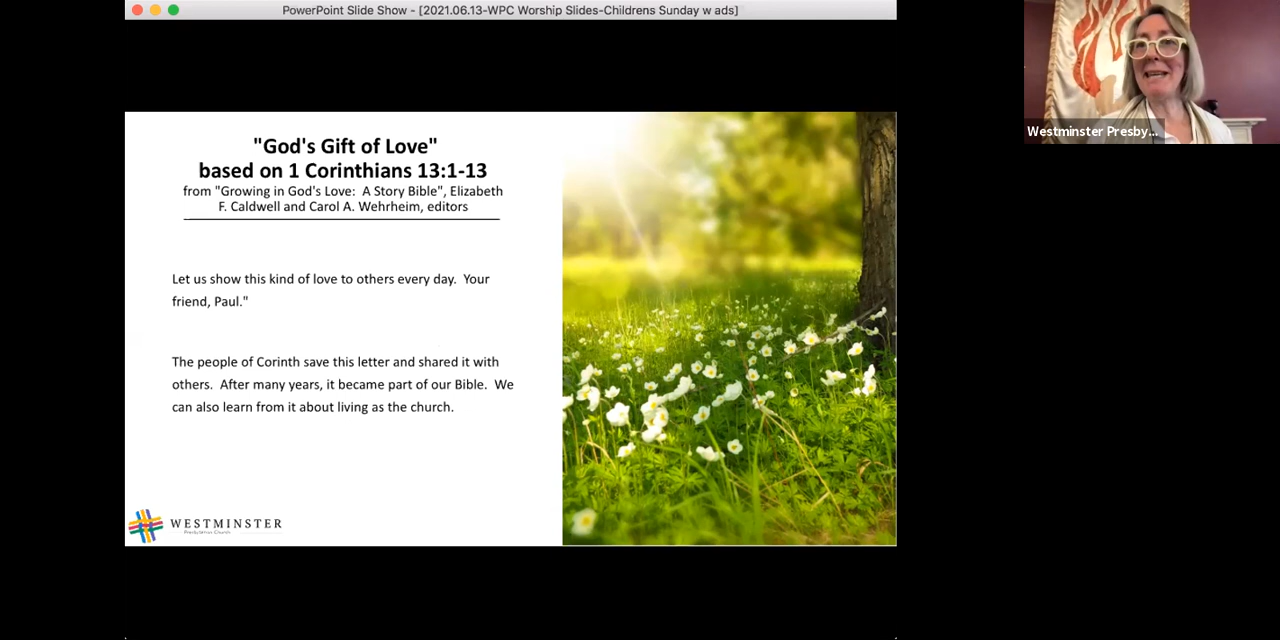 PowerPoint Slide Show - [2021.06.13-WPC Worship Slides-Childrens Sunday w ads]
"God's Gift of Love"
based on 1 Corinthians 13:1-13
from "Growing in God's Love:  A Story Bible", Elizabeth
F. Caldwell and Carol A. Wehrheim, editors
Let us show this kind of love to others every day.  Your
friend, Paul."
The people of Corinth save this letter and shared it with
others.  After many years, it became part of our Bible.  We
can also learn from it about living as the church.
WESTMINSTER
Presbyterian Church
Westminster Presby...